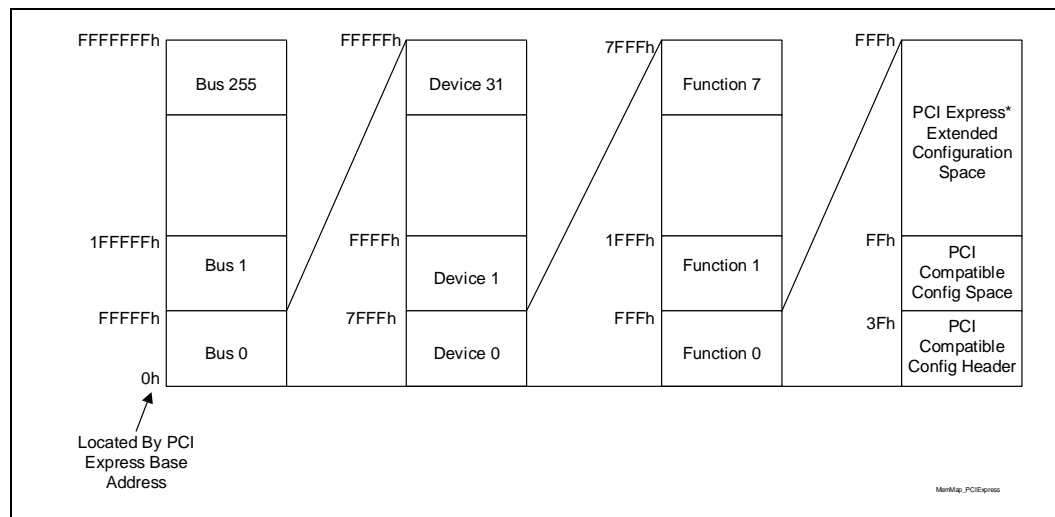 FFFFFFFh
Bus 255
1FFFFFh
Bus 1
FFFFFh
Bus 0
0h
Located By PCI
Express Base
Address
FFFFFh
Device 31
FFFFh
Device 1
7FFFh
Device 0
7FFFh
Function 7
1FFFh
Function 1
FFFh
Function 0
FFFh
PCI Express*
Extended
Configuration
Space
FFh
PCI
Compatible
Config Space
3Fh
PCI
Compatible
Config Header
MemMap_PCIExpress